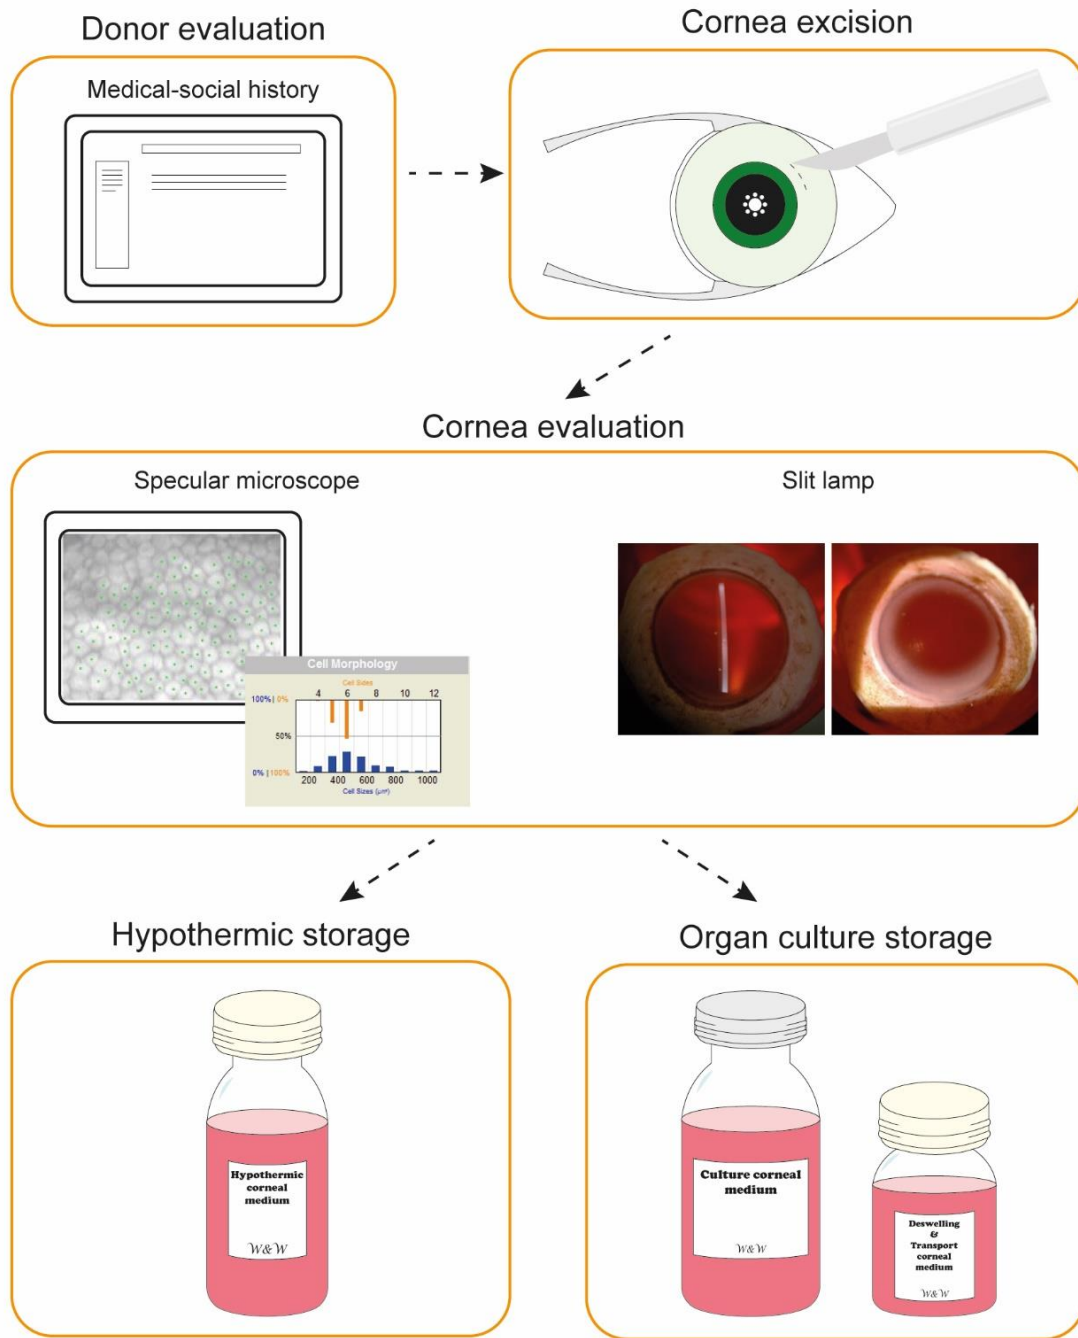 Donor evaluation
Cornea excision
Medical-social history
Cornea evaluation
Specular microscope
Slit lamp
Cell Morphology
Cell Sizes
100% | 0%
4 6 8 10 12
50%
0% | 100%
200 400 600 800 1000
Cell Sizes (µm²)
Hypothermic storage
Organ culture storage
Hypothermic
corneal
medium
W&W
Culture corneal
medium
W&W
Deswelling
&
Transport
corneal
medium
W&W